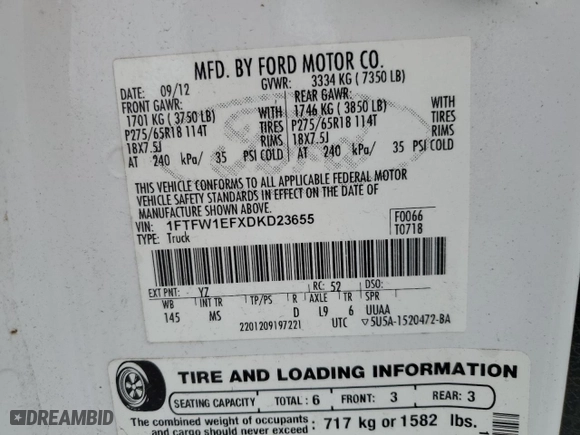 MFD. BY FORD MOTOR CO.
DATE: 09/12 GVWR: 3334 KG ( 7350 LB)
FRONT GAWR: REAR GAWR:
1701 KG ( 3750 LB) WITH 1746 KG ( 3850 LB) WITH
P275/65R18 114T TIRES P275/65R18 114T TIRES
18X7.5J RIMS 18X7.5J RIMS
AT 240 kPa/ 35 PSI COLD AT 240 kPa/ 35 PSI COLD
THIS VEHICLE CONFORMS TO ALL APPLICABLE FEDERAL MOTOR
VEHICLE SAFETY STANDARDS IN EFFECT ON THE DATE OF
MANUFACTURE SHOWN ABOVE.
VIN: 1FTFW1EFXDKD23655 F0066
TYPE: Truck T0718
EXT PNT: YZ RC: 52 DSO:
WB INT TR TP/PS R AXLE TR SPR
145 MS D L9 6 UUAA
2201209197221 UTC 5U5A-1520472-BA
TIRE AND LOADING INFORMATION
SEATING CAPACITY TOTAL : 6 FRONT: 3 REAR: 3
The combined weight of occupants
and cargo should never exceed : 717 kg or 1582 lbs.
DREAMBID